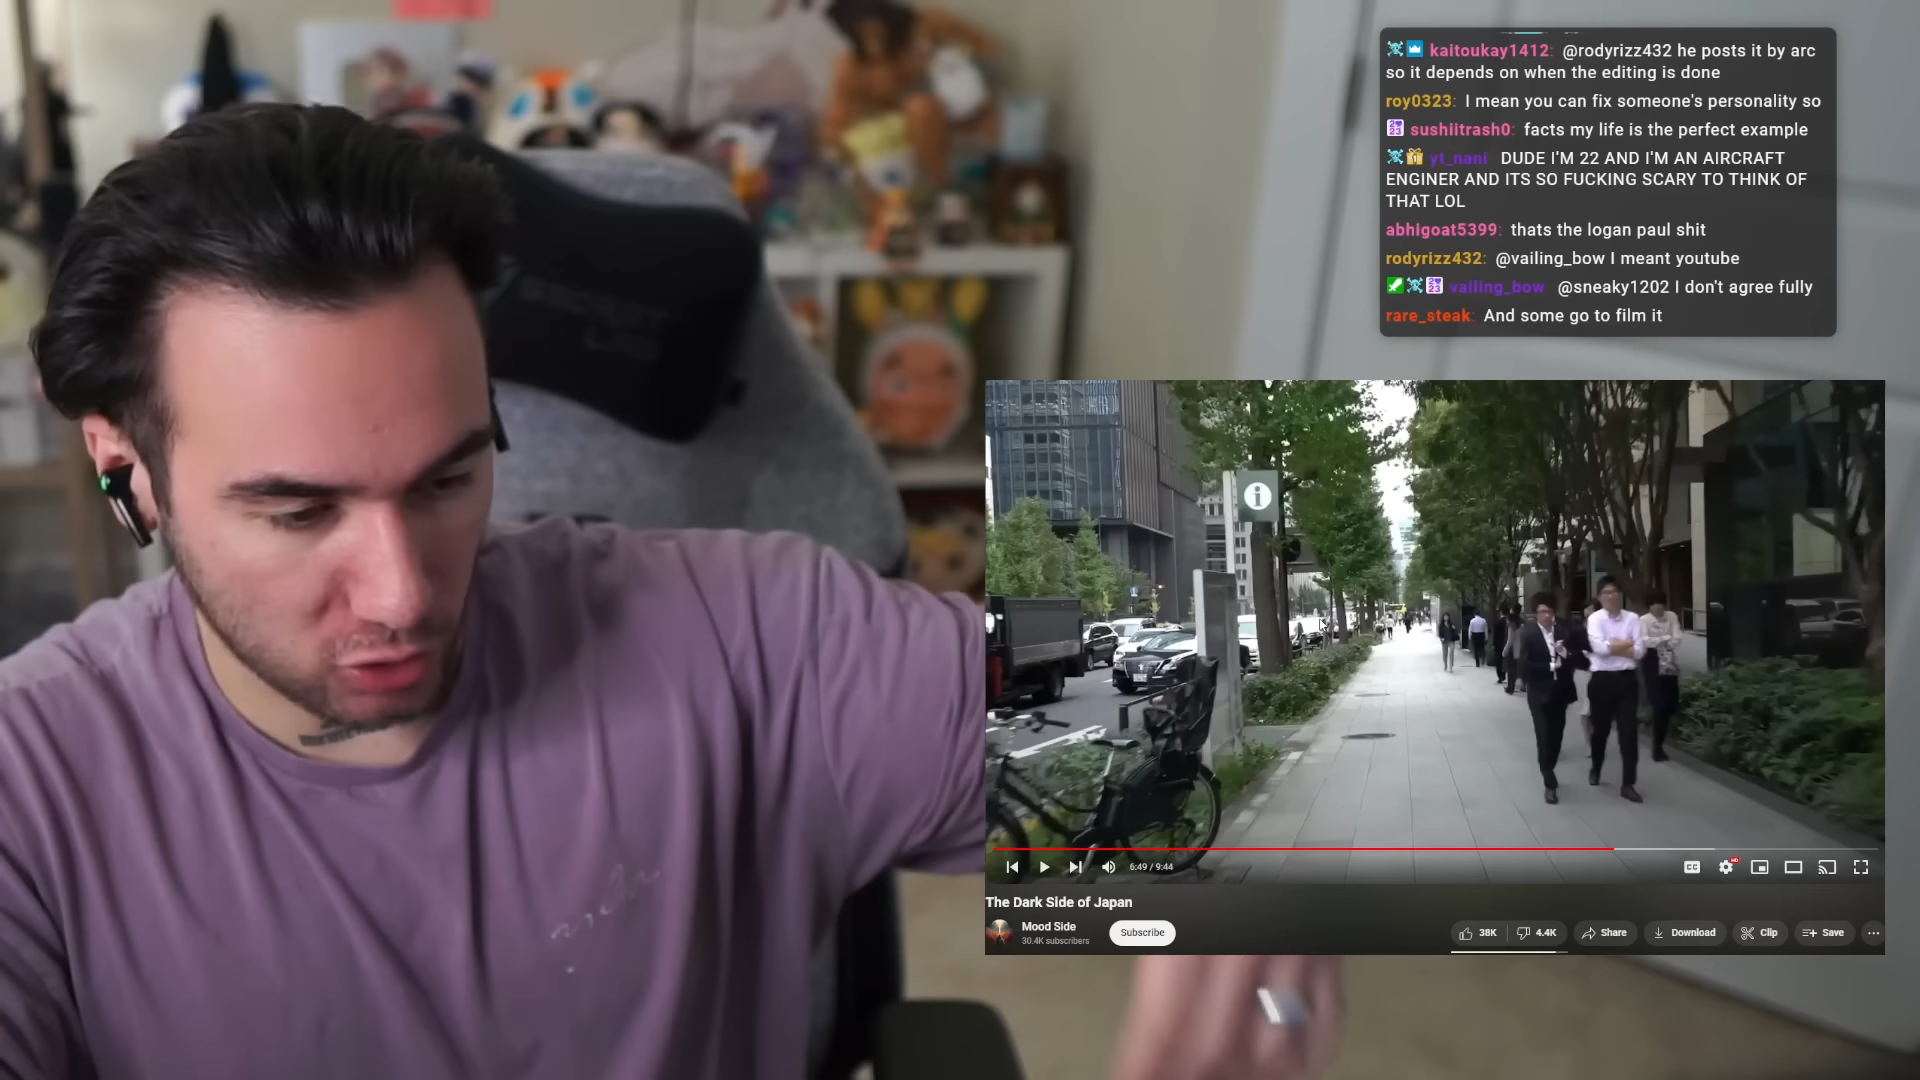 kaitoukay1412: @rodyrizz432 he posts it by arc
so it depends on when the editing is done
roy0323: I mean you can fix someone's personality so
sushiitrash0: facts my life is the perfect example
yt_nani DUDE I'M 22 AND I'M AN AIRCRAFT
ENGINER AND ITS SO FUCKING SCARY TO THINK OF
THAT LOL
abhigoat5399: thats the logan paul shit
rodyrizz432: @vailing_bow I meant youtube
vailing_bow @sneaky1202 I don't agree fully
rare_steak: And some go to film it
6:49 / 9:44
CC
HD
The Dark Side of Japan
Mood Side
30.4K subscribers
Subscribe
38K
4.4K
Share
Download
Clip
Save